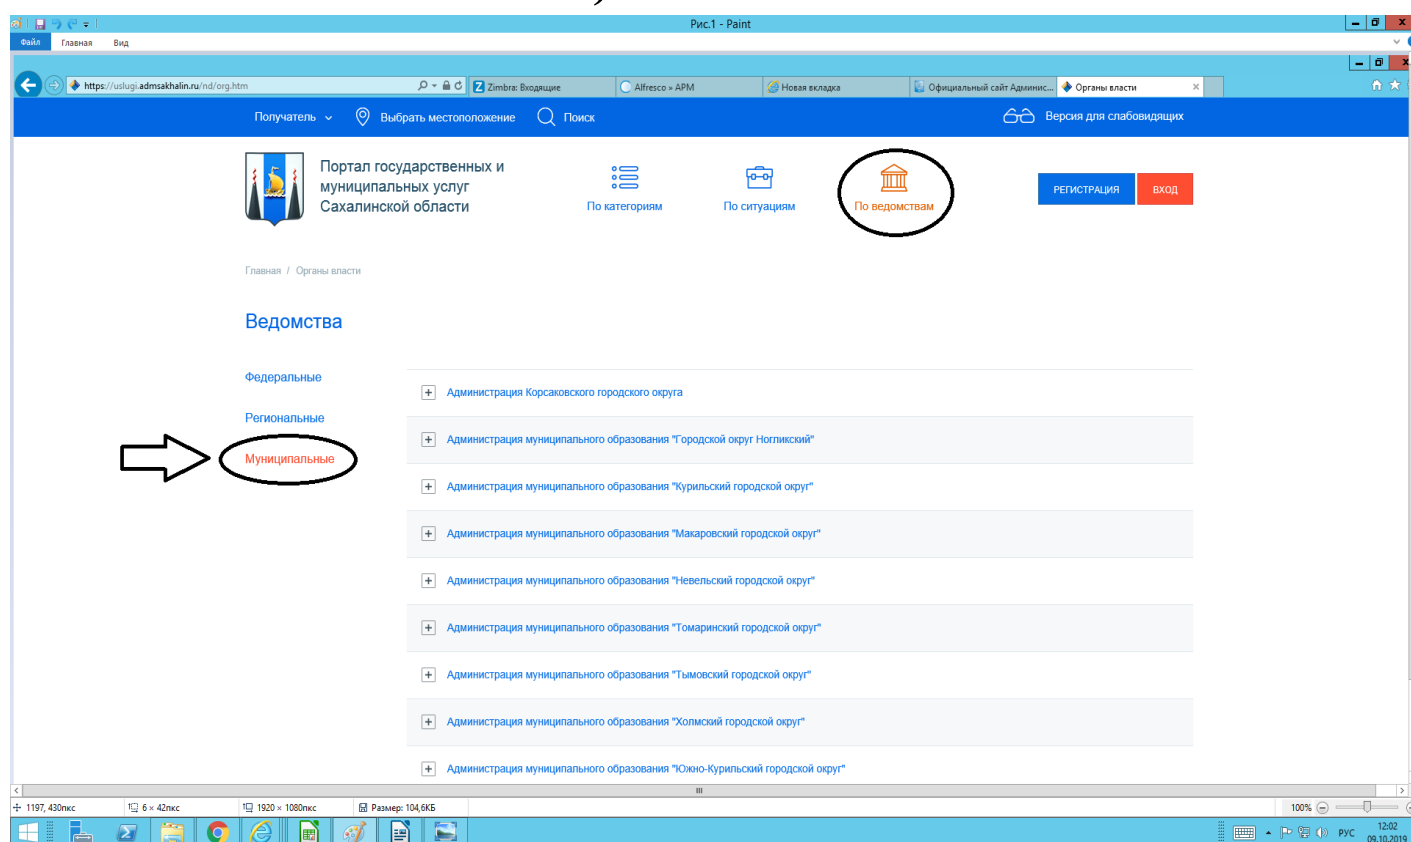 Рис.1 - Paint
Файл Главная Вид
https://uslugi.admsakhalin.ru/nd/org.htm
Zimbra: Входящие
Alfresco » АРМ
Новая вкладка
Официальный сайт Админис...
Органы власти
Получатель
Выбрать местоположение
Поиск
Версия для слабовидящих
Портал государственных и
муниципальных услуг
Сахалинской области
По категориям
По ситуациям
По ведомствам
РЕГИСТРАЦИЯ
ВХОД
Главная / Органы власти
Ведомства
Федеральные
Региональные
Муниципальные
Администрация Корсаковского городского округа
Администрация муниципального образования "Городской округ Ногликский"
Администрация муниципального образования "Курильский городской округ"
Администрация муниципального образования "Макаровский городской округ"
Администрация муниципального образования "Невельский городской округ"
Администрация муниципального образования "Томаринский городской округ"
Администрация муниципального образования "Тымовский городской округ"
Администрация муниципального образования "Холмский городской округ"
Администрация муниципального образования "Южно-Курильский городской округ"
1197, 430пкс
6 × 42пкс
1920 × 1080пкс
Размер: 104,6КБ
100%
РУС
12:02
09.10.2019